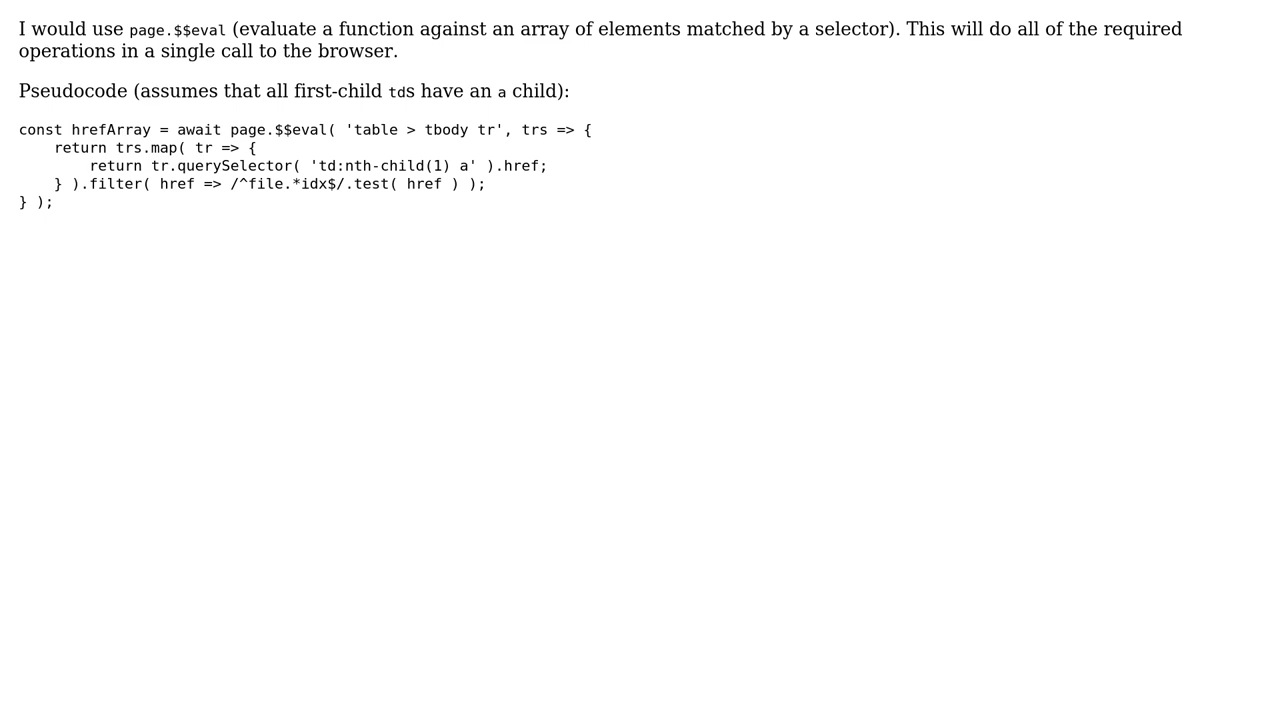 I would use page.$$eval (evaluate a function against an array of elements matched by a selector). This will do all of the required
operations in a single call to the browser.
Pseudocode (assumes that all first-child tds have an a child):
const hrefArray = await page.$$eval( 'table > tbody tr', trs => {
    return trs.map( tr => {
        return tr.querySelector( 'td:nth-child(1) a' ).href;
    } ).filter( href => /^file.*idx$/.test( href ) );
} );